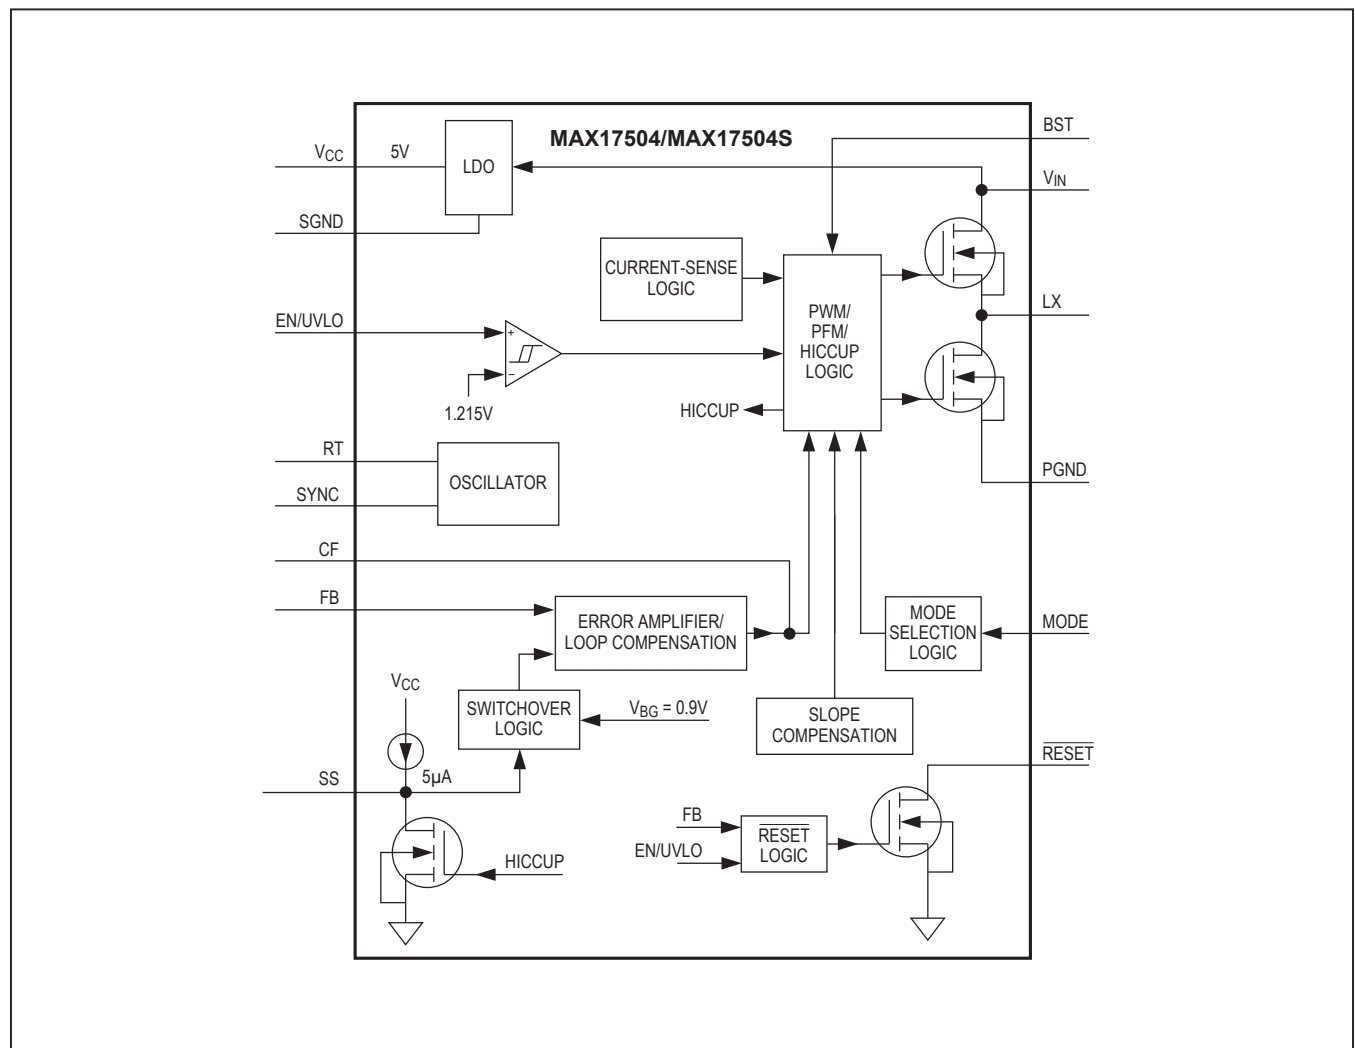 MAX17504/MAX17504S
BST
VCC
5V
LDO
VIN
SGND
CURRENT-SENSE
LOGIC
EN/UVLO
+
−
1.215V
PWM/
PFM/
HICCUP
LOGIC
LX
HICCUP
RT
OSCILLATOR
SYNC
PGND
CF
FB
ERROR AMPLIFIER/
LOOP COMPENSATION
MODE
SELECTION
LOGIC
MODE
VCC
SWITCHOVER
LOGIC
VBG = 0.9V
SLOPE
COMPENSATION
RESET
SS
5µA
HICCUP
FB
EN/UVLO
RESET
LOGIC